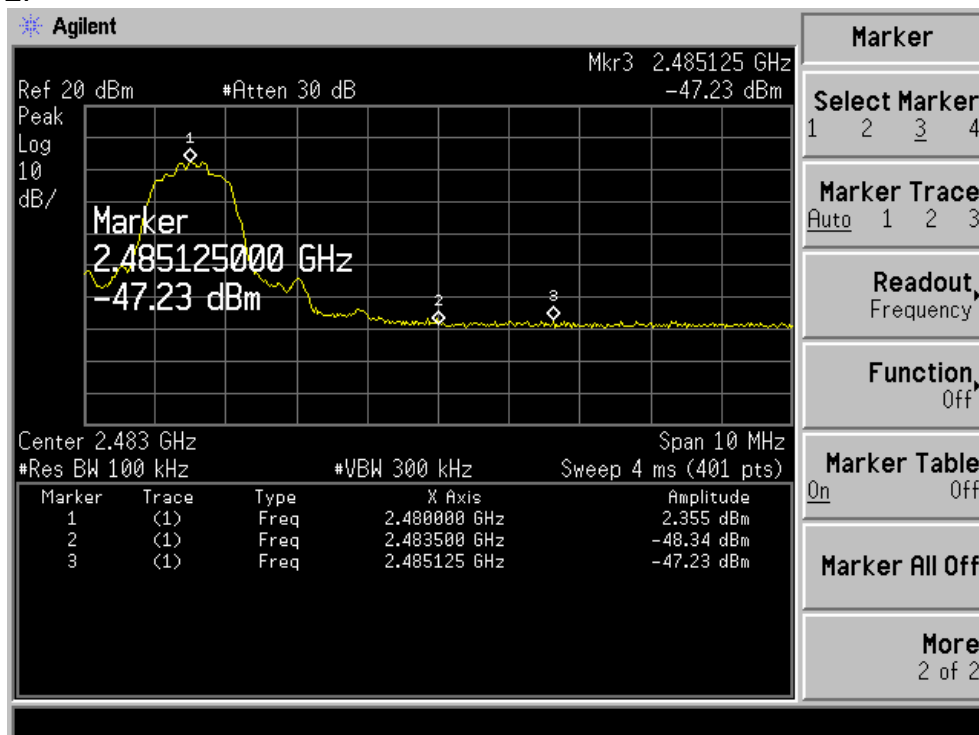 Agilent
Mkr3 2.485125 GHz
Ref 20 dBm #Atten 30 dB -47.23 dBm
Peak
Log
10
dB/
1
Marker
2.485125000 GHz
-47.23 dBm
2
3
Center 2.483 GHz Span 10 MHz
#Res BW 100 kHz #VBW 300 kHz Sweep 4 ms (401 pts)
Marker Trace Type X Axis Amplitude
1 (1) Freq 2.480000 GHz 2.355 dBm
2 (1) Freq 2.483500 GHz -48.34 dBm
3 (1) Freq 2.485125 GHz -47.23 dBm
Marker
Select Marker
1 2 3 4
Marker Trace
Auto 1 2 3
Readout
Frequency
Function
Off
Marker Table
On Off
Marker All Off
More
2 of 2